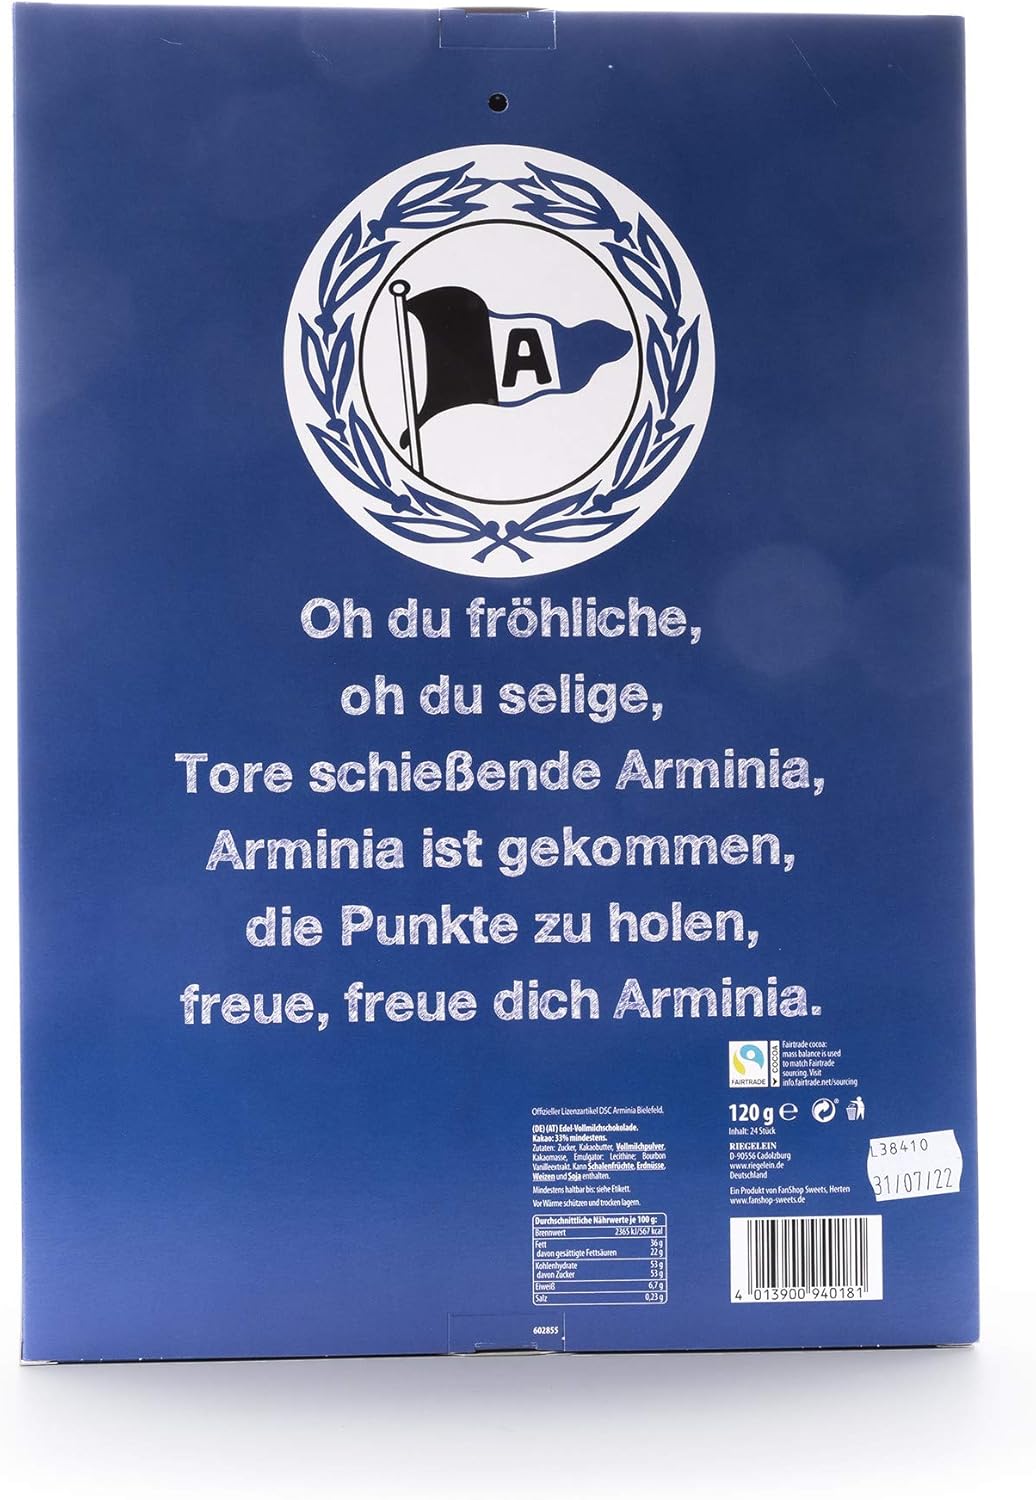 A
Oh du fröhliche,
oh du selige,
Tore schießende Arminia,
Arminia ist gekommen,
die Punkte zu holen,
freue, freue dich Arminia.
FAIRTRADE
COCOA
Fairtrade cocoa:
mass balance is used
to match Fairtrade
sourcing. Visit
info.fairtrade.net/sourcing
Offizieller Lizenzartikel DSC Arminia Bielefeld.
(DE) (AT) Edel-Vollmilchschokolade.
Kakao: 33% mindestens.
Zutaten: Zucker, Kakaobutter, Vollmilchpulver,
Kakaomasse, Emulgator: Lecithine; Bourbon
Vanilleextrakt. Kann Schalenfrüchte, Erdnüsse,
Weizen und Soja enthalten.
Mindestens haltbar bis: siehe Etikett.
Vor Wärme schützen und trocken lagern.
Durchschnittliche Nährwerte je 100 g:
Brennwert 2365 kJ/567 kcal
Fett 36 g
davon gesättigte Fettsäuren 22 g
Kohlenhydrate 53 g
davon Zucker 53 g
Eiweiß 6,7 g
Salz 0,23 g
602855
120 g ℮
Inhalt: 24 Stück
RIEGELEIN
D-90556 Cadolzburg
www.riegelein.de
Deutschland
Ein Produkt von FanShop Sweets, Herten
www.fanshop-sweets.de
L38410
31/07/22
4 013900 940181